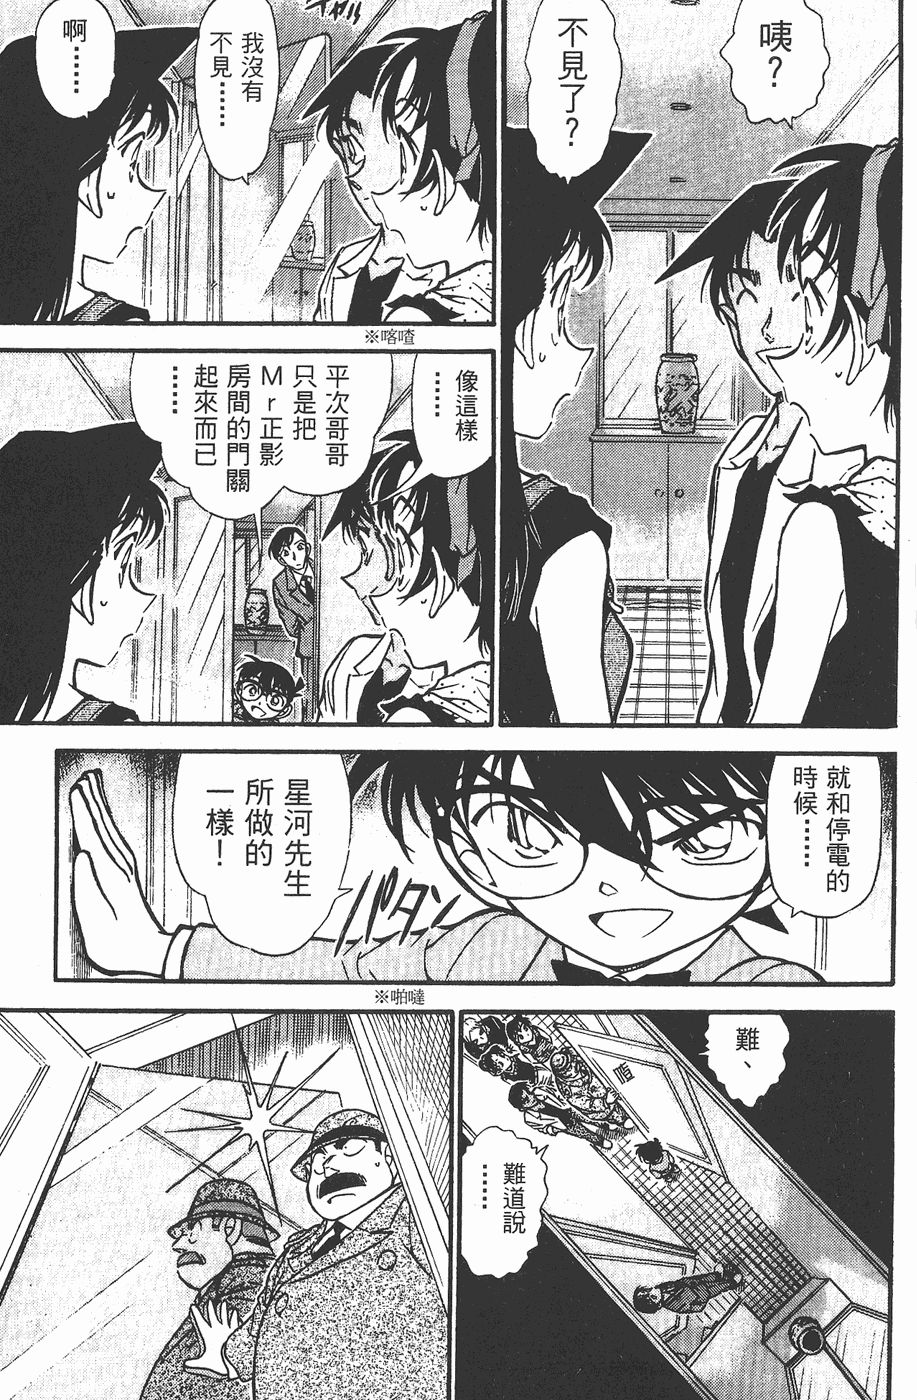 咦？
不見了？
我沒有
不見……
啊……
※喀喳
像這樣
……
平次哥哥
只是把
Mr正影
房間的門關
起來而已
……
就和停電的
時候……
星河先生
所做的
一樣！
バタン
※啪噠
難、
難道說
……